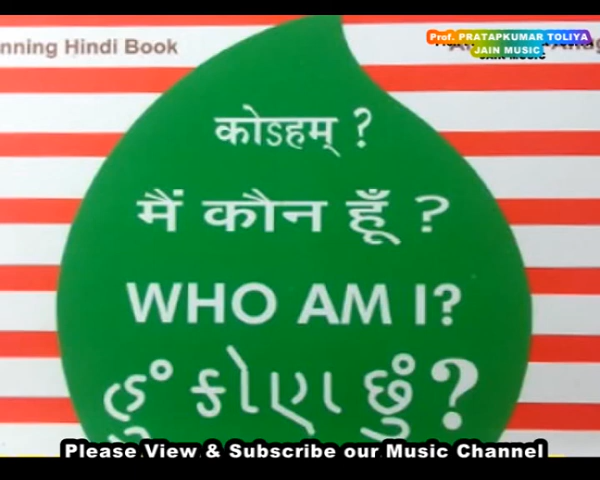 nning Hindi Book
Prof. PRATAPKUMAR TOLIYA
JAIN MUSIC
कोऽहम् ?
मैं कौन हूँ ?
WHO AM I?
હું કોણ છું?
Please View & Subscribe our Music Channel